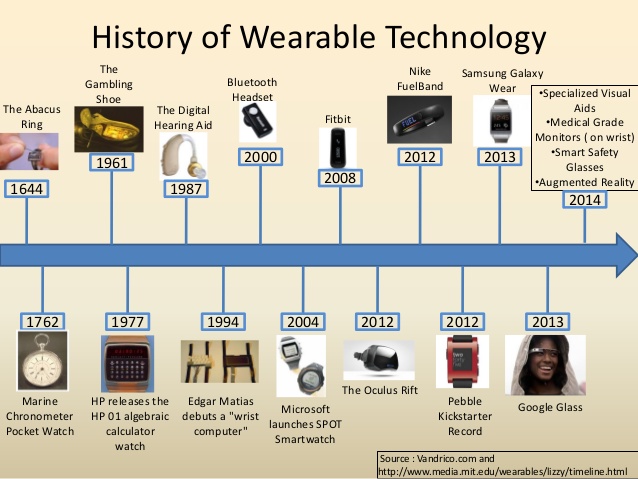 History of Wearable Technology
The Abacus
Ring
1644
The
Gambling
Shoe
1961
The Digital
Hearing Aid
1987
Bluetooth
Headset
2000
Fitbit
2008
Nike
FuelBand
2012
Samsung Galaxy
Wear
2013
•Specialized Visual
Aids
•Medical Grade
Monitors ( on wrist)
•Smart Safety
Glasses
•Augmented Reality
2014
1762
Marine
Chronometer
Pocket Watch
1977
HP releases the
HP 01 algebraic
calculator
watch
1994
Edgar Matias
debuts a "wrist
computer"
2004
Microsoft
launches SPOT
Smartwatch
2012
The Oculus Rift
2012
Pebble
Kickstarter
Record
2013
Google Glass
Source : Vandrico.com and
http://www.media.mit.edu/wearables/lizzy/timeline.html